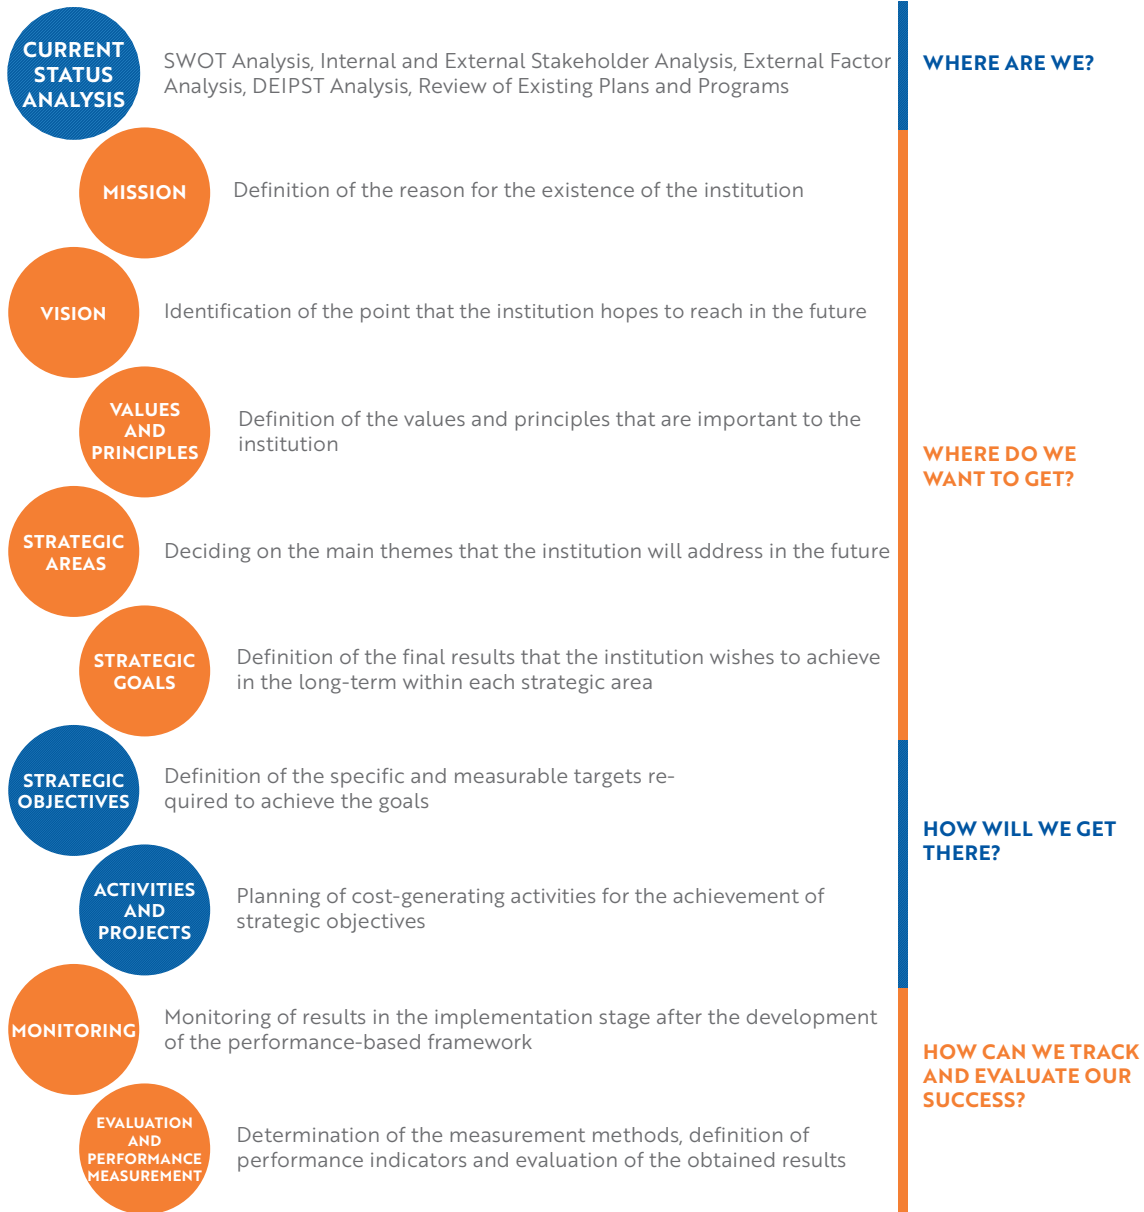 CURRENT
STATUS
ANALYSIS
SWOT Analysis, Internal and External Stakeholder Analysis, External Factor
Analysis, DEIPST Analysis, Review of Existing Plans and Programs
WHERE ARE WE?
MISSION
Definition of the reason for the existence of the institution
VISION
Identification of the point that the institution hopes to reach in the future
VALUES
AND
PRINCIPLES
Definition of the values and principles that are important to the
institution
WHERE DO WE
WANT TO GET?
STRATEGIC
AREAS
Deciding on the main themes that the institution will address in the future
STRATEGIC
GOALS
Definition of the final results that the institution wishes to achieve
in the long-term within each strategic area
STRATEGIC
OBJECTIVES
Definition of the specific and measurable targets re-
quired to achieve the goals
HOW WILL WE GET
THERE?
ACTIVITIES
AND
PROJECTS
Planning of cost-generating activities for the achievement of
strategic objectives
MONITORING
Monitoring of results in the implementation stage after the development
of the performance-based framework
HOW CAN WE TRACK
AND EVALUATE OUR
SUCCESS?
EVALUATION
AND
PERFORMANCE
MEASUREMENT
Determination of the measurement methods, definition of
performance indicators and evaluation of the obtained results